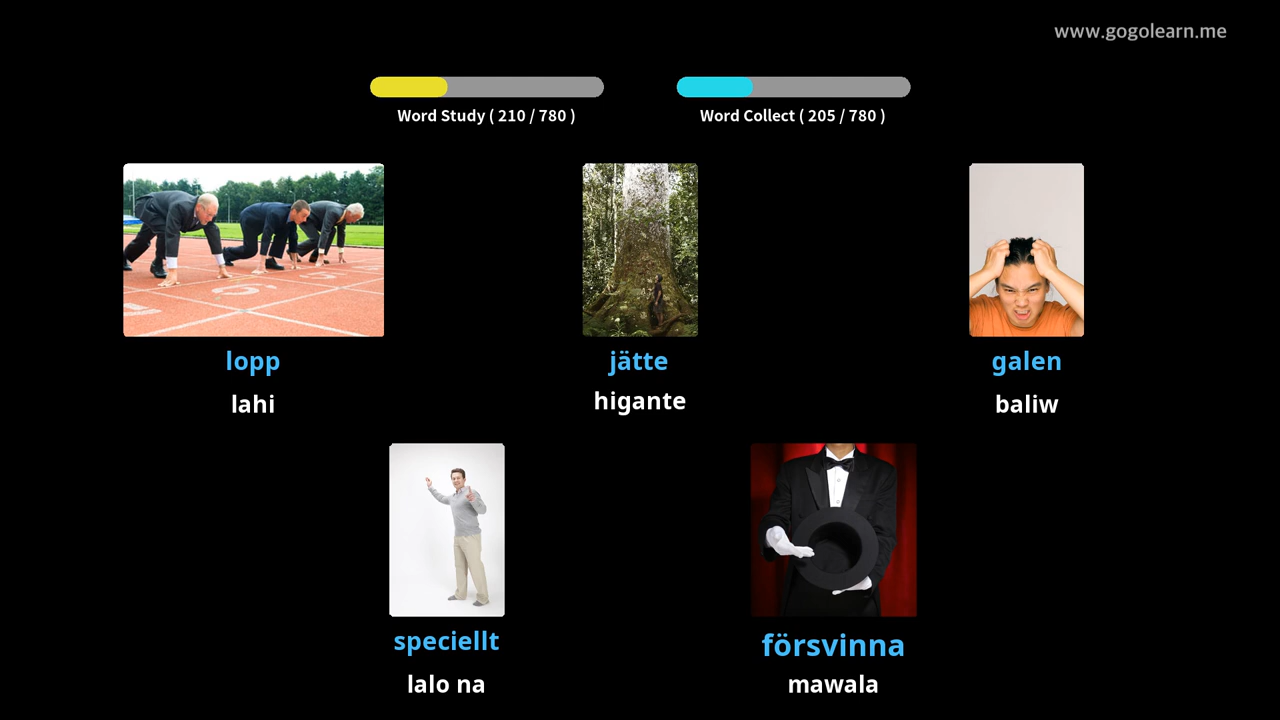 www.gogolearn.me
Word Study ( 210 / 780 )
Word Collect ( 205 / 780 )
lopp
lahi
jätte
higante
galen
baliw
speciellt
lalo na
försvinna
mawala